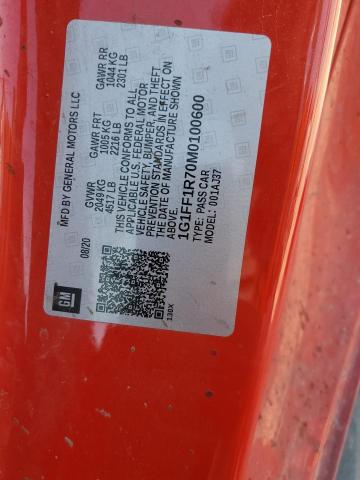 MFD BY GENERAL MOTORS LLC
08/20
GVWR
2049 KG
4517 LB
GAWR FRT
1005 KG
2216 LB
GAWR RR
1044 KG
2301 LB
THIS VEHICLE CONFORMS TO ALL
APPLICABLE U.S. FEDERAL MOTOR
VEHICLE SAFETY, BUMPER, AND THEFT
PREVENTION STANDARDS IN EFFECT ON
THE DATE OF MANUFACTURE SHOWN
1G1FF1R70M0100600
TYPE: PASS CAR
MODEL: 001AJ37
GM
130X